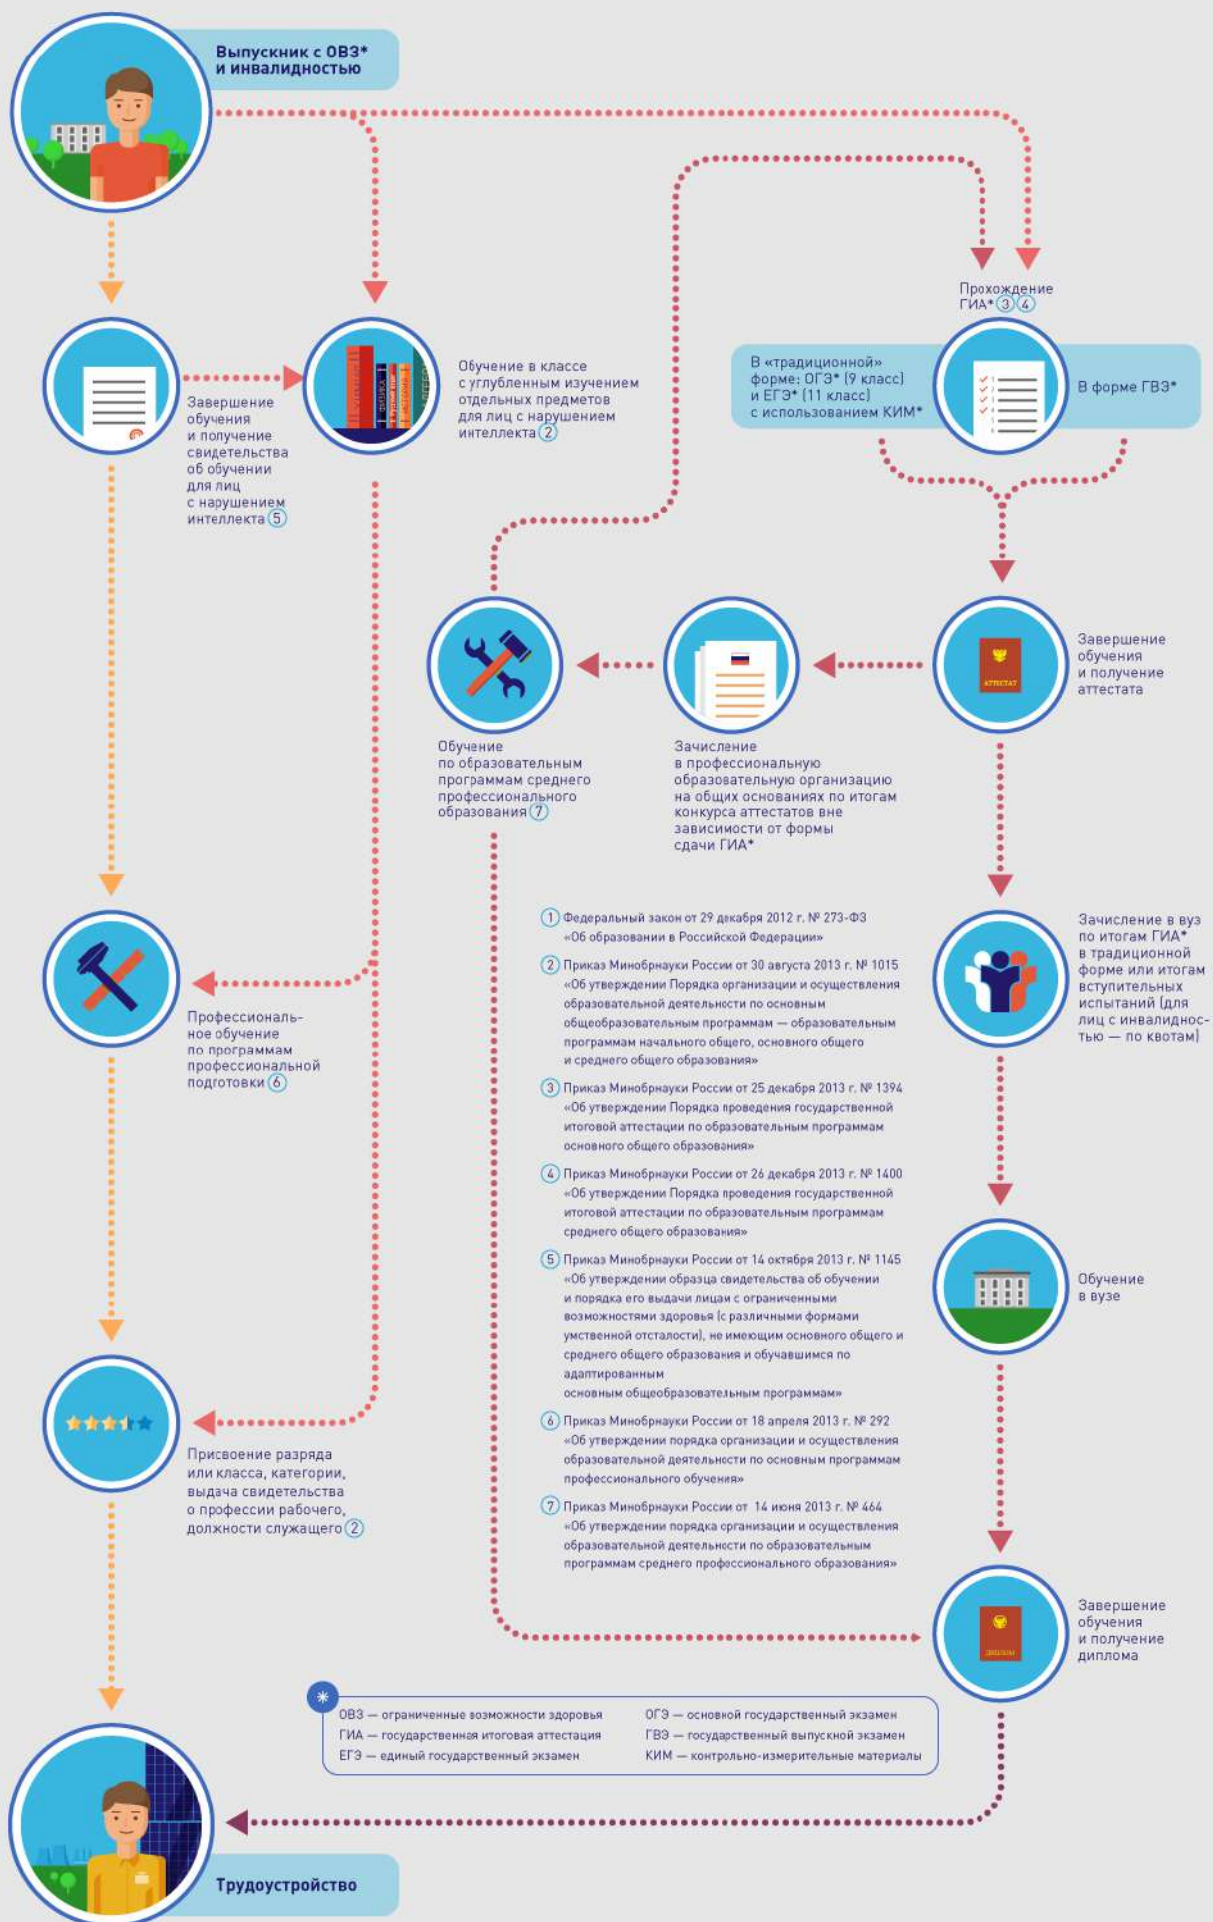 Выпускник с ОВЗ*
и инвалидностью
Прохождение
ГИА* 3 4
Завершение
обучения
и получение
свидетельства
об обучении
для лиц
с нарушением
интеллекта 5
ФИЗИКА
Обучение в классе
с углубленным изучением
отдельных предметов
для лиц с нарушением
интеллекта 2
В «традиционной»
форме: ОГЭ* (9 класс)
и ЕГЭ* (11 класс)
с использованием КИМ*
В форме ГВЭ*
АТТЕСТАТ
Завершение
обучения
и получение
аттестата
Обучение
по образовательным
программам среднего
профессионального
образования 7
Зачисление
в профессиональную
образовательную организацию
на общих основаниях по итогам
конкурса аттестатов вне
зависимости от формы
сдачи ГИА*
Зачисление в вуз
по итогам ГИА*
в традиционной
форме или итогам
вступительных
испытаний (для
лиц с инвалиднос-
тью — по квотам)
Профессиональ-
ное обучение
по программам
профессиональной
подготовки 6
1 Федеральный закон от 29 декабря 2012 г. № 273-ФЗ
«Об образовании в Российской Федерации»
2 Приказ Минобрнауки России от 30 августа 2013 г. № 1015
«Об утверждении Порядка организации и осуществления
образовательной деятельности по основным
общеобразовательным программам — образовательным
программам начального общего, основного общего
и среднего общего образования»
3 Приказ Минобрнауки России от 25 декабря 2013 г. № 1394
«Об утверждении Порядка проведения государственной
итоговой аттестации по образовательным программам
основного общего образования»
4 Приказ Минобрнауки России от 26 декабря 2013 г. № 1400
«Об утверждении Порядка проведения государственной
итоговой аттестации по образовательным программам
среднего общего образования»
5 Приказ Минобрнауки России от 14 октября 2013 г. № 1145
«Об утверждении образца свидетельства об обучении
и порядка его выдачи лицам с ограниченными
возможностями здоровья (с различными формами
умственной отсталости), не имеющим основного общего и
среднего общего образования и обучавшимся по
адаптированным
основным общеобразовательным программам»
6 Приказ Минобрнауки России от 18 апреля 2013 г. № 292
«Об утверждении порядка организации и осуществления
образовательной деятельности по основным программам
профессионального обучения»
7 Приказ Минобрнауки России от 14 июня 2013 г. № 464
«Об утверждении порядка организации и осуществления
образовательной деятельности по образовательным
программам среднего профессионального образования»
Обучение
в вузе
Присвоение разряда
или класса, категории,
выдача свидетельства
о профессии рабочего,
должности служащего 2
ДИПЛОМ
Завершение
обучения
и получение
диплома
*
ОВЗ — ограниченные возможности здоровья
ГИА — государственная итоговая аттестация
ЕГЭ — единый государственный экзамен
ОГЭ — основной государственный экзамен
ГВЭ — государственный выпускной экзамен
КИМ — контрольно-измерительные материалы
Трудоустройство